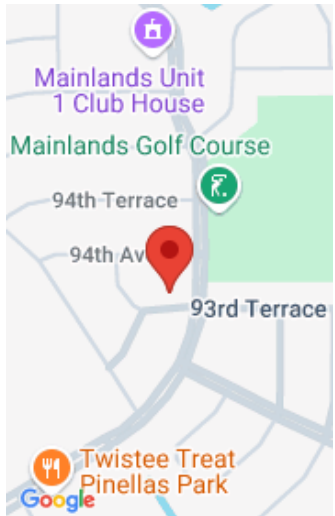 Mainlands Unit
1 Club House
Mainlands Golf Course
94th Terrace
94th Av
93rd Terrace
Twistee Treat
Pinellas Park
Google